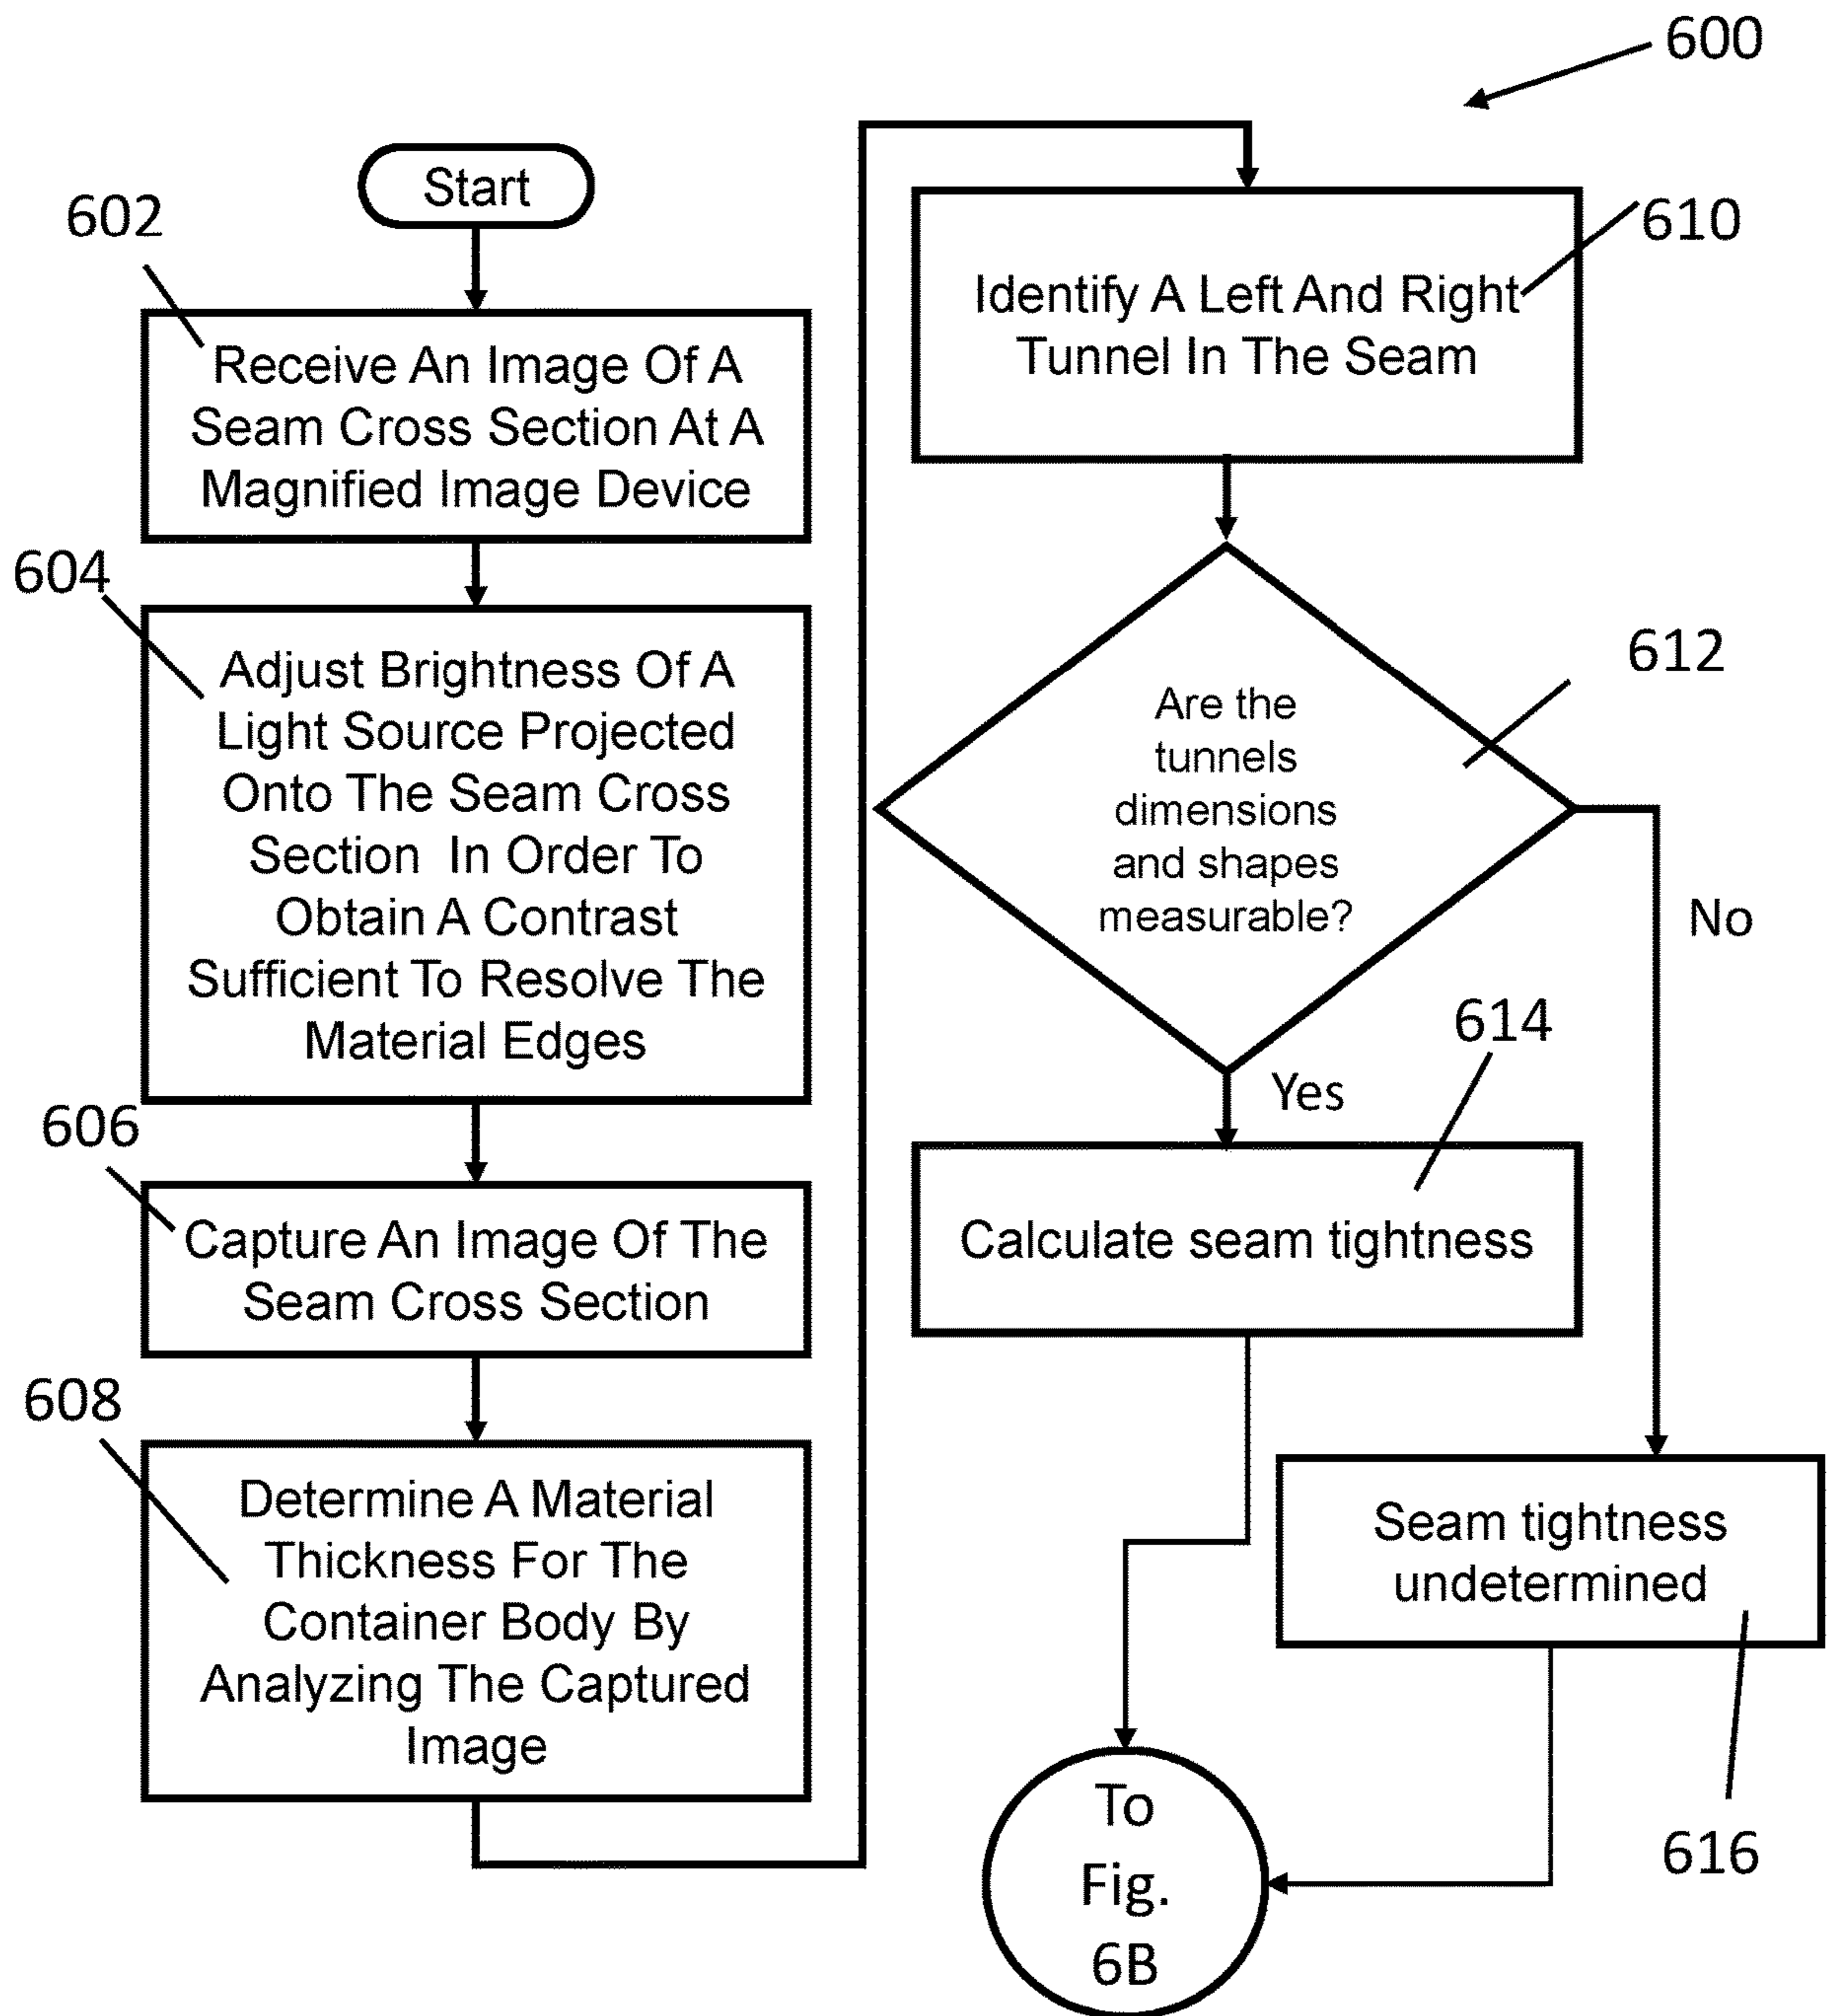 600
Start
602
Receive An Image Of A
Seam Cross Section At A
Magnified Image Device
604
Adjust Brightness Of A
Light Source Projected
Onto The Seam Cross
Section In Order To
Obtain A Contrast
Sufficient To Resolve The
Material Edges
606
Capture An Image Of The
Seam Cross Section
608
Determine A Material
Thickness For The
Container Body By
Analyzing The Captured
Image
610
Identify A Left And Right
Tunnel In The Seam
612
Are the
tunnels
dimensions
and shapes
measurable?
No
Yes
614
Calculate seam tightness
Seam tightness
undetermined
616
To
Fig.
6B